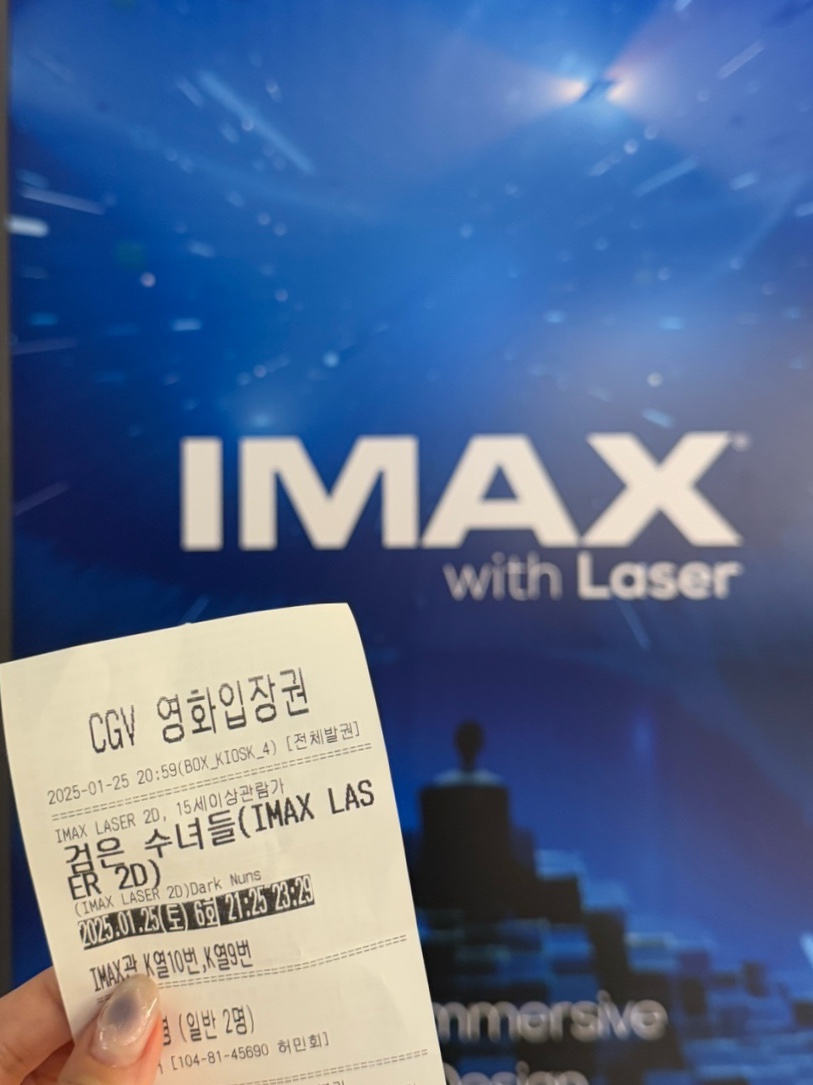 IMAX
with Laser
CGV 영화입장권
2025-01-25 20:59(BOX_KIOSK_4) [전체발권]
IMAX LASER 2D, 15세이상관람가
검은 수녀들(IMAX LAS
ER 2D)
(IMAX LASER 2D)Dark Nuns
2025.01.25(토) 6회 21:25 23:29
IMAX관 K열10번,K열9번
명 (일반 2명)
[104-81-45690 허민회]
mmersive